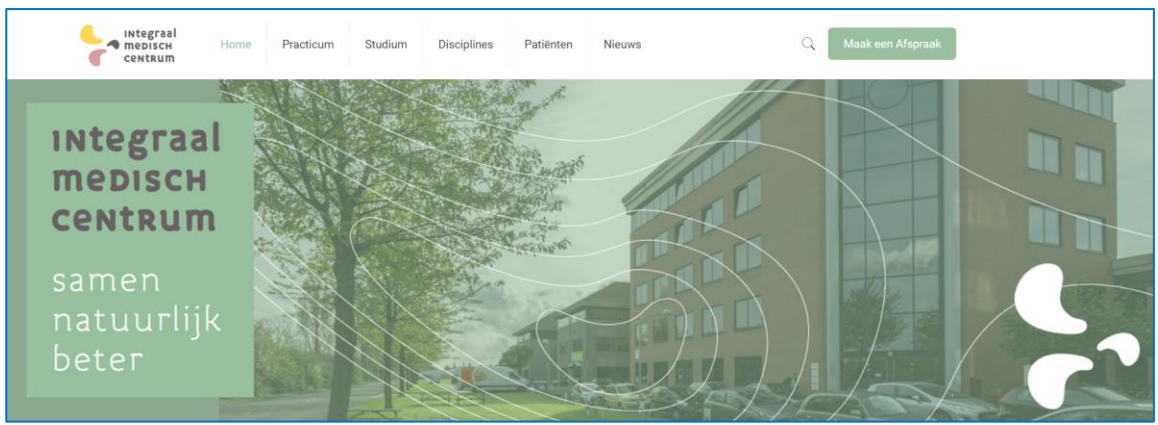 integraal
medisch
centrum
Home
Practicum
Studium
Disciplines
Patiënten
Nieuws
Maak een Afspraak
integraal
medisch
centrum
samen
natuurlijk
beter